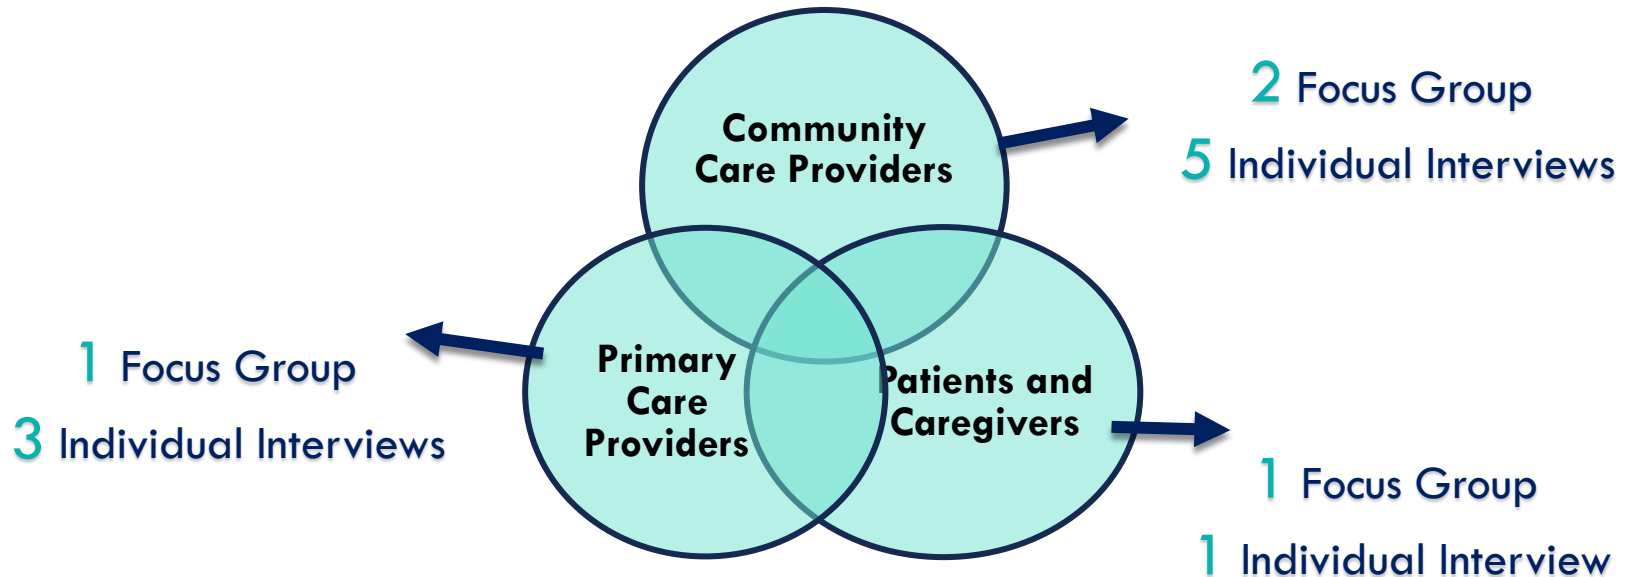 Community
Care Providers
2 Focus Group
5 Individual Interviews
Primary
Care
Providers
1 Focus Group
3 Individual Interviews
Patients and
Caregivers
1 Focus Group
1 Individual Interview